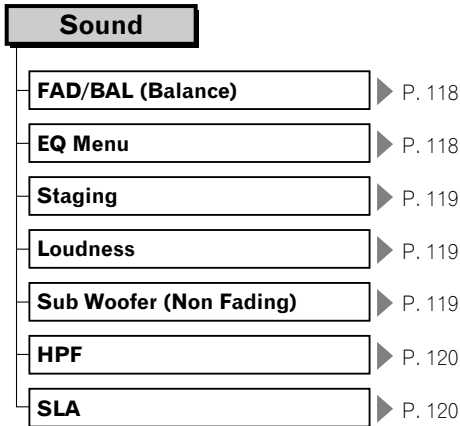 Sound
FAD/BAL (Balance) P. 118
EQ Menu P. 118
Staging P. 119
Loudness P. 119
Sub Woofer (Non Fading) P. 119
HPF P. 120
SLA P. 120